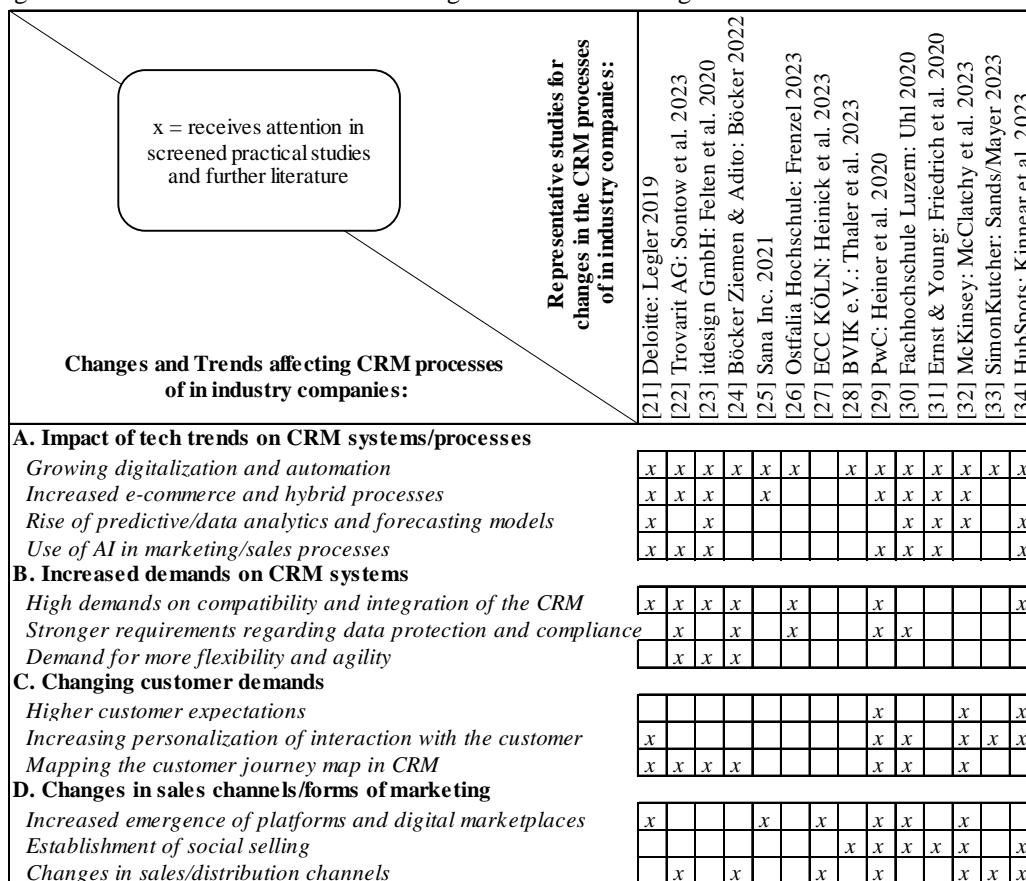 x = receives attention in
screened practical studies
and further literature
Representative studies for
changes in the CRM processes
of in industry companies:
Changes and Trends affecting CRM processes
of in industry companies:
[21] Deloitte: Legler 2019
[22] Trovarit AG: Sontow et al. 2023
[23] itdesign GmbH: Felten et al. 2020
[24] Böcker Ziemen & Adito: Böcker 2022
[25] Sana Inc. 2021
[26] Ostfalia Hochschule: Frenzel 2023
[27] ECC KÖLN: Heinick et al. 2023
[28] BVIK e.V.: Thaler et al. 2023
[29] PwC: Heiner et al. 2020
[30] Fachhochschule Luzern: Uhl 2020
[31] Ernst & Young: Friedrich et al. 2020
[32] McKinsey: McClatchy et al. 2023
[33] SimonKutcher: Sands/Mayer 2023
[34] HubSpots: Kinnear et al. 2023
A. Impact of tech trends on CRM systems/processes
Growing digitalization and automation x x x x x x x x x x x x x
Increased e-commerce and hybrid processes x x x x x x x x
Rise of predictive/data analytics and forecasting models x x x x x x
Use of AI in marketing/sales processes x x x x x x x
B. Increased demands on CRM systems
High demands on compatibility and integration of the CRM x x x x x x x
Stronger requirements regarding data protection and compliance x x x x x
Demand for more flexibility and agility x x x
C. Changing customer demands
Higher customer expectations x x x
Increasing personalization of interaction with the customer x x x x x x
Mapping the customer journey map in CRM x x x x x x x
D. Changes in sales channels/forms of marketing
Increased emergence of platforms and digital marketplaces x x x x x x
Establishment of social selling x x x x x x
Changes in sales/distribution channels x x x x x x x